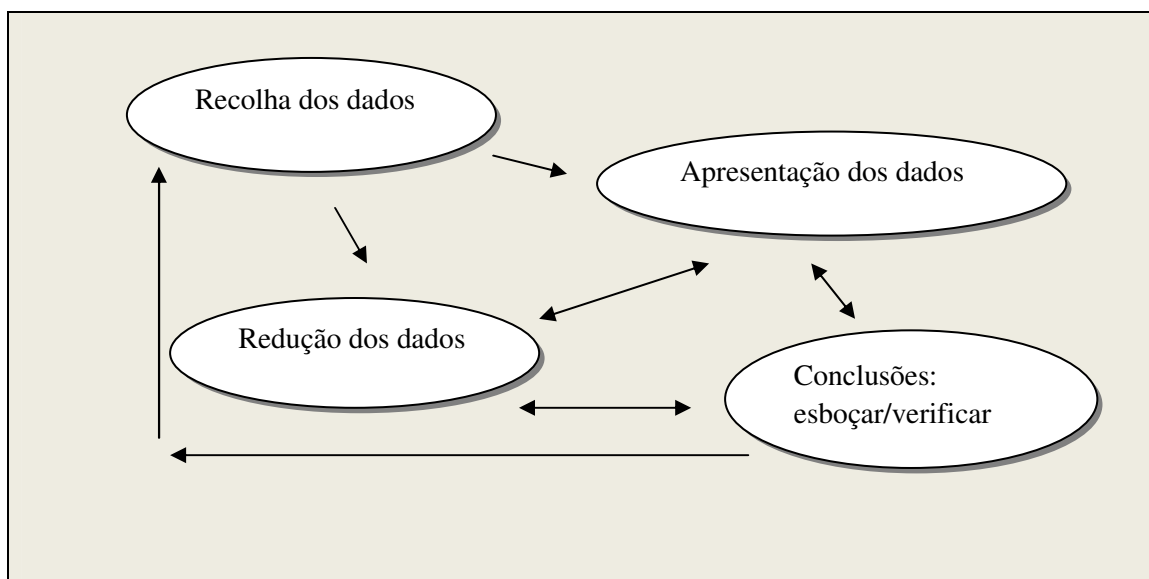 Recolha dos dados
Apresentação dos dados
Redução dos dados
Conclusões:
esboçar/verificar